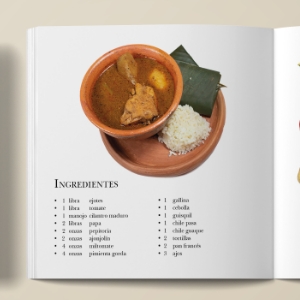 INGREDIENTES
• 1 libra ejotes
• 1 libra tomate
• 1 manojo cilantro maduro
• 2 libras papa
• 2 onzas pepitoria
• 2 onzas ajonjolín
• 4 onzas miltomate
• 4 onzas pimienta gorda
• 1 gallina
• 1 cebolla
• 1 guisquil
• 1 chile pasa
• 1 chile guaque
• 2 tortillas
• 2 pan francés
• 3 ajos